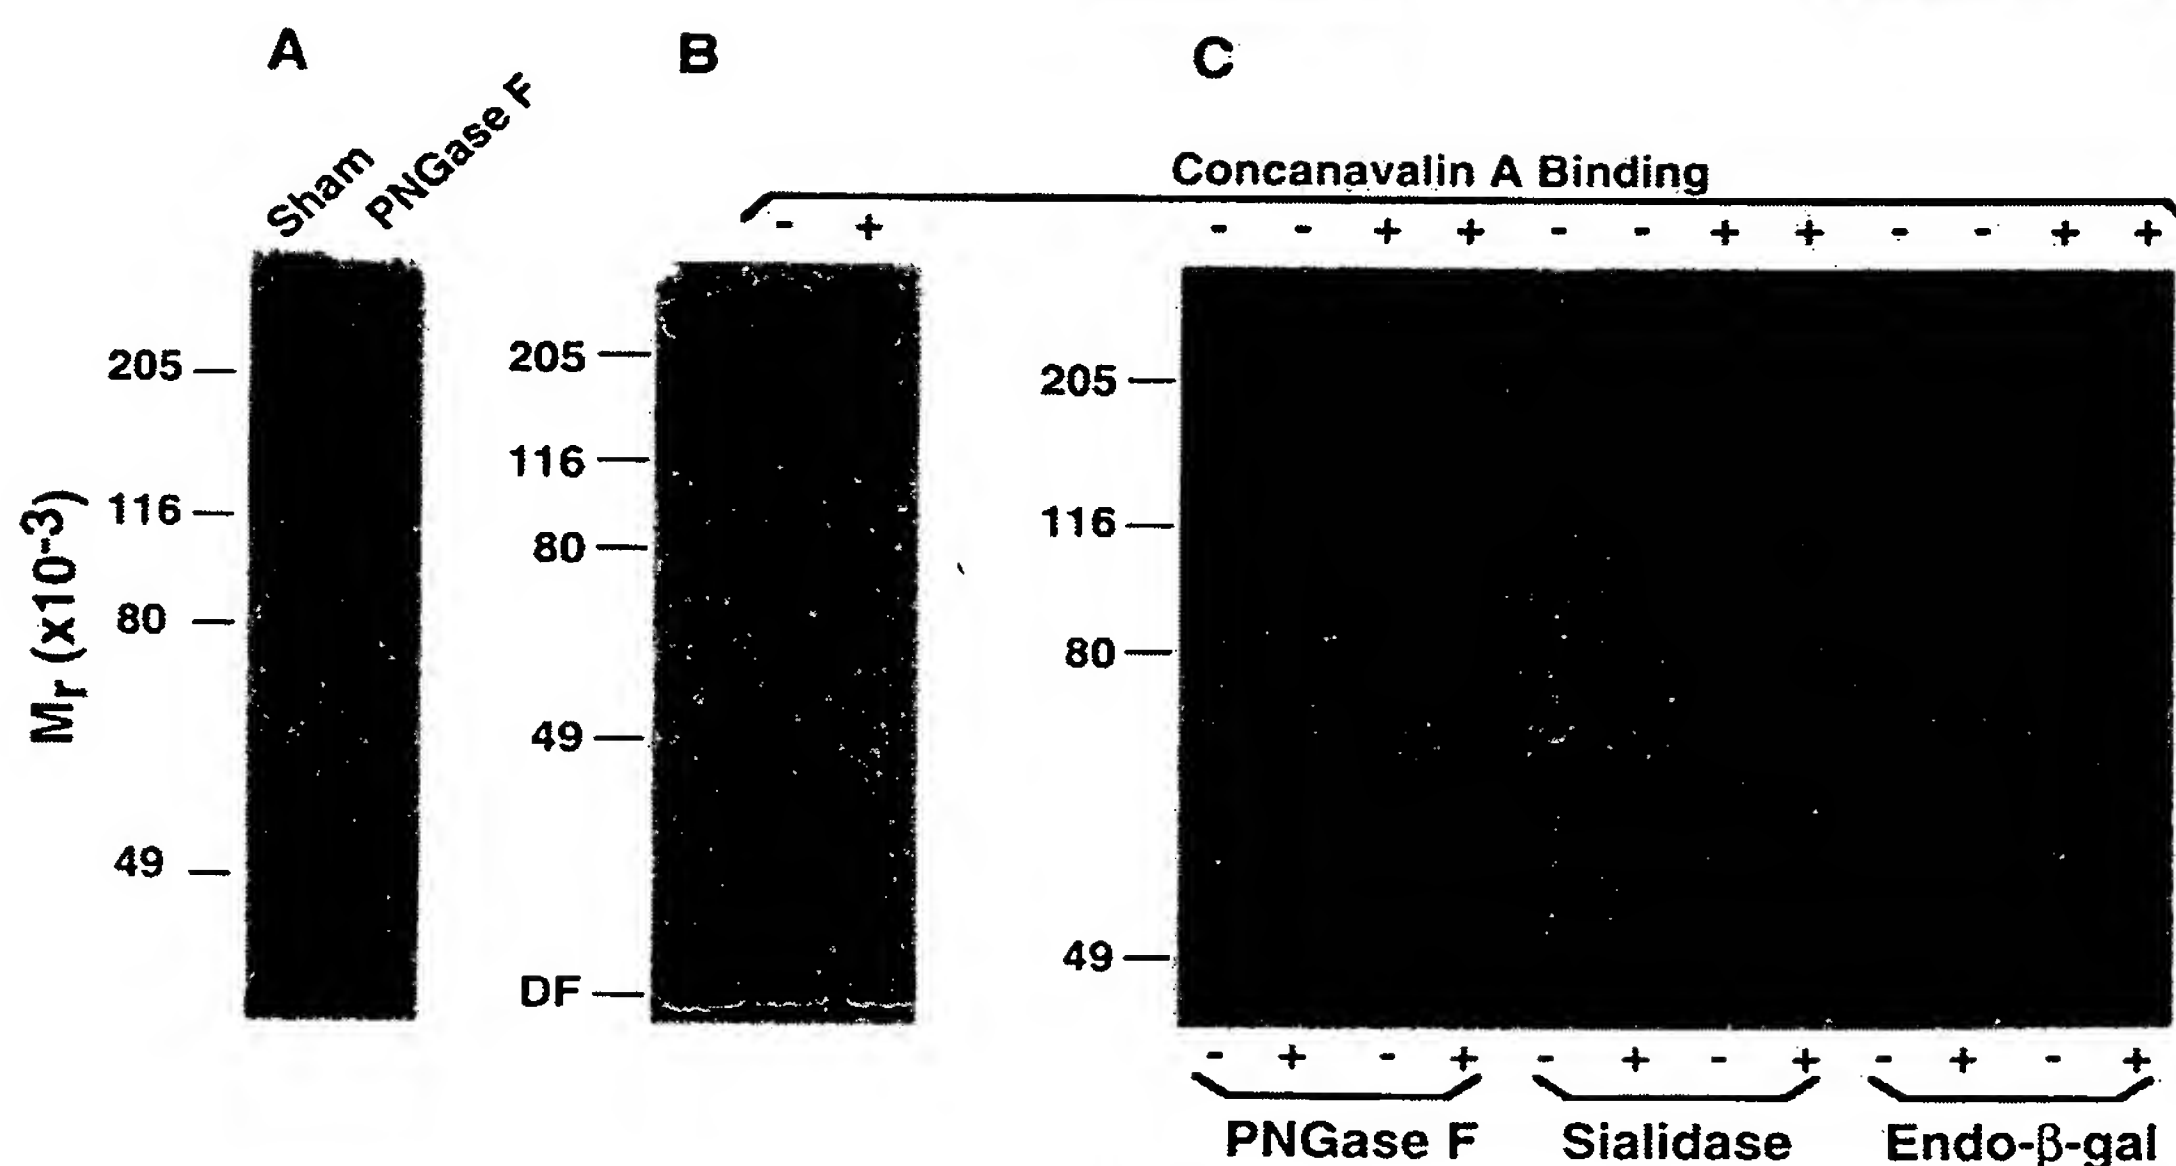 A
B
C
Sham
PNGase F
Concanavalin A Binding
- +
- - + + - - + + - - + +
Mr (x10-3)
205
116
80
49
205
116
80
49
DF
205
116
80
49
- + - + - + - + - + - +
PNGase F
Sialidase
Endo-β-gal